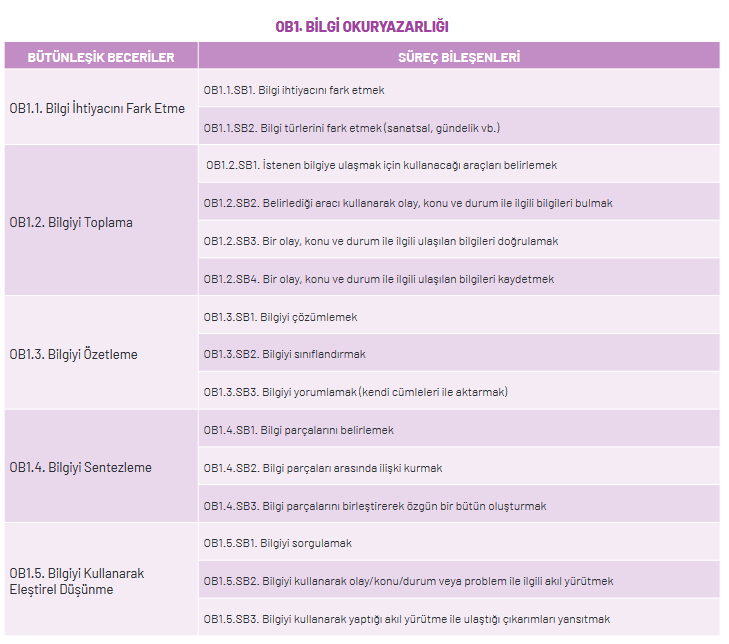 OB1. BİLGİ OKURYAZARLIĞI
BÜTÜNLEŞİK BECERİLER
SÜREÇ BİLEŞENLERİ
OB1.1. Bilgi İhtiyacını Fark Etme
OB1.1.SB1. Bilgi ihtiyacını fark etmek
OB1.1.SB2. Bilgi türlerini fark etmek (sanatsal, gündelik vb.)
OB1.2. Bilgiyi Toplama
OB1.2.SB1. İstenen bilgiye ulaşmak için kullanacağı araçları belirlemek
OB1.2.SB2. Belirlediği aracı kullanarak olay, konu ve durum ile ilgili bilgileri bulmak
OB1.2.SB3. Bir olay, konu ve durum ile ilgili ulaşılan bilgileri doğrulamak
OB1.2.SB4. Bir olay, konu ve durum ile ilgili ulaşılan bilgileri kaydetmek
OB1.3. Bilgiyi Özetleme
OB1.3.SB1. Bilgiyi çözümlemek
OB1.3.SB2. Bilgiyi sınıflandırmak
OB1.3.SB3. Bilgiyi yorumlamak (kendi cümleleri ile aktarmak)
OB1.4. Bilgiyi Sentezleme
OB1.4.SB1. Bilgi parçalarını belirlemek
OB1.4.SB2. Bilgi parçaları arasında ilişki kurmak
OB1.4.SB3. Bilgi parçalarını birleştirerek özgün bir bütün oluşturmak
OB1.5. Bilgiyi Kullanarak
Eleştirel Düşünme
OB1.5.SB1. Bilgiyi sorgulamak
OB1.5.SB2. Bilgiyi kullanarak olay/konu/durum veya problem ile ilgili akıl yürütmek
OB1.5.SB3. Bilgiyi kullanarak yaptığı akıl yürütme ile ulaştığı çıkarımları yansıtmak